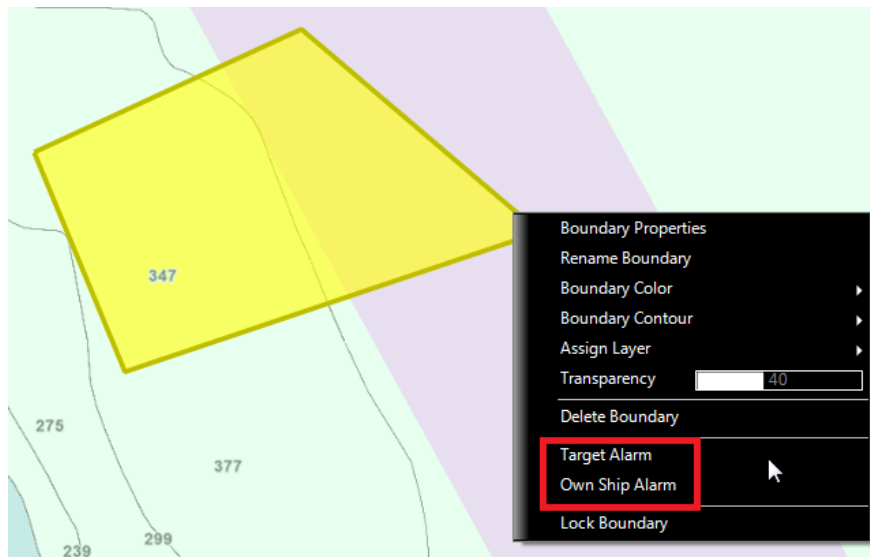 347
275
377
299
239
Boundary Properties
Rename Boundary
Boundary Color
Boundary Contour
Assign Layer
Transparency 40
Delete Boundary
Target Alarm
Own Ship Alarm
Lock Boundary